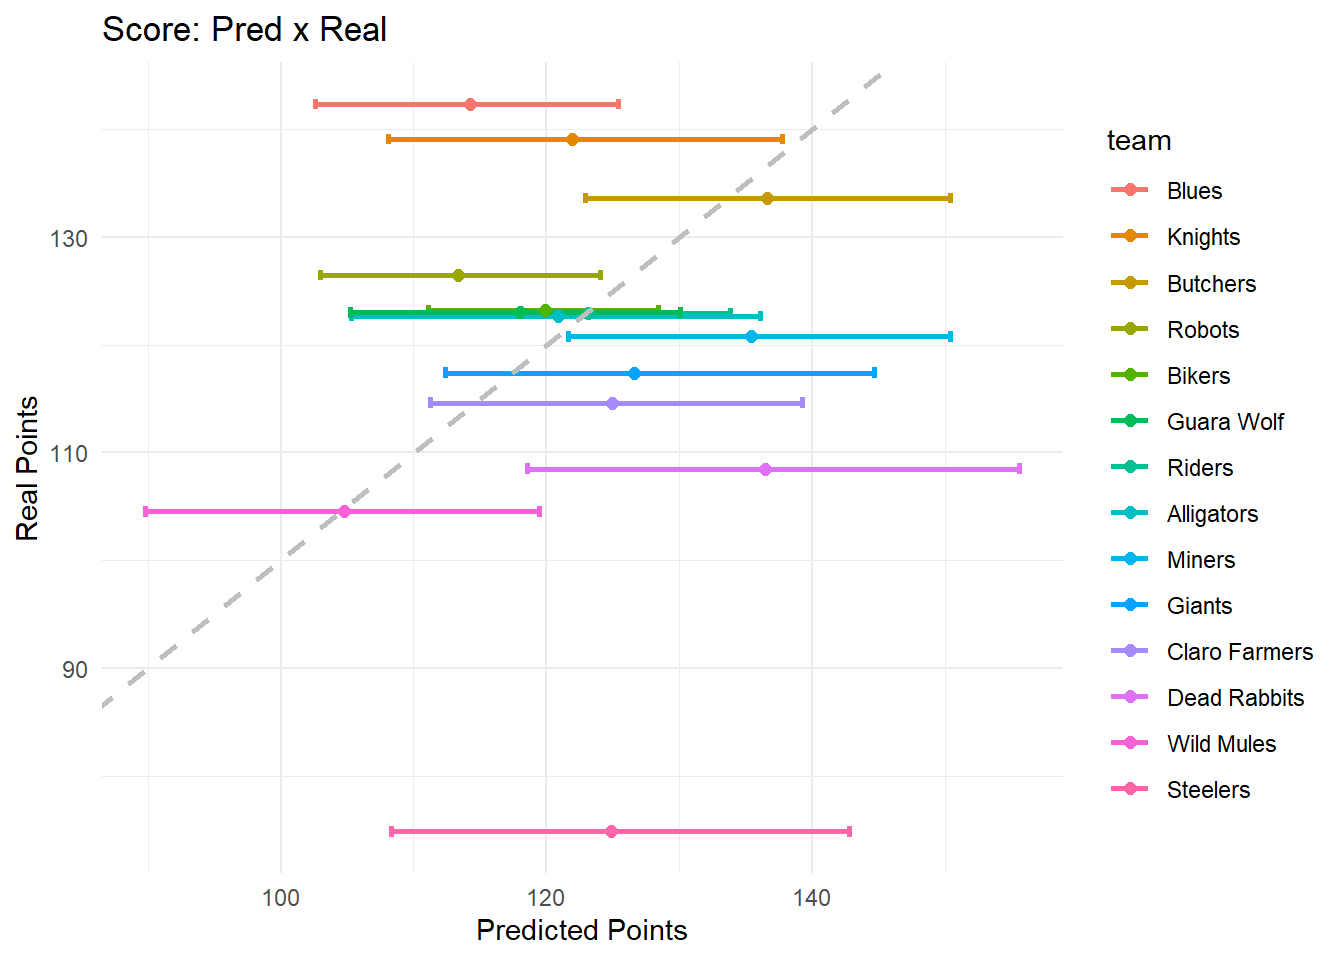 Score: Pred x Real
130
110
90
Real Points
100
120
140
Predicted Points
team
Blues
Knights
Butchers
Robots
Bikers
Guara Wolf
Riders
Alligators
Miners
Giants
Claro Farmers
Dead Rabbits
Wild Mules
Steelers